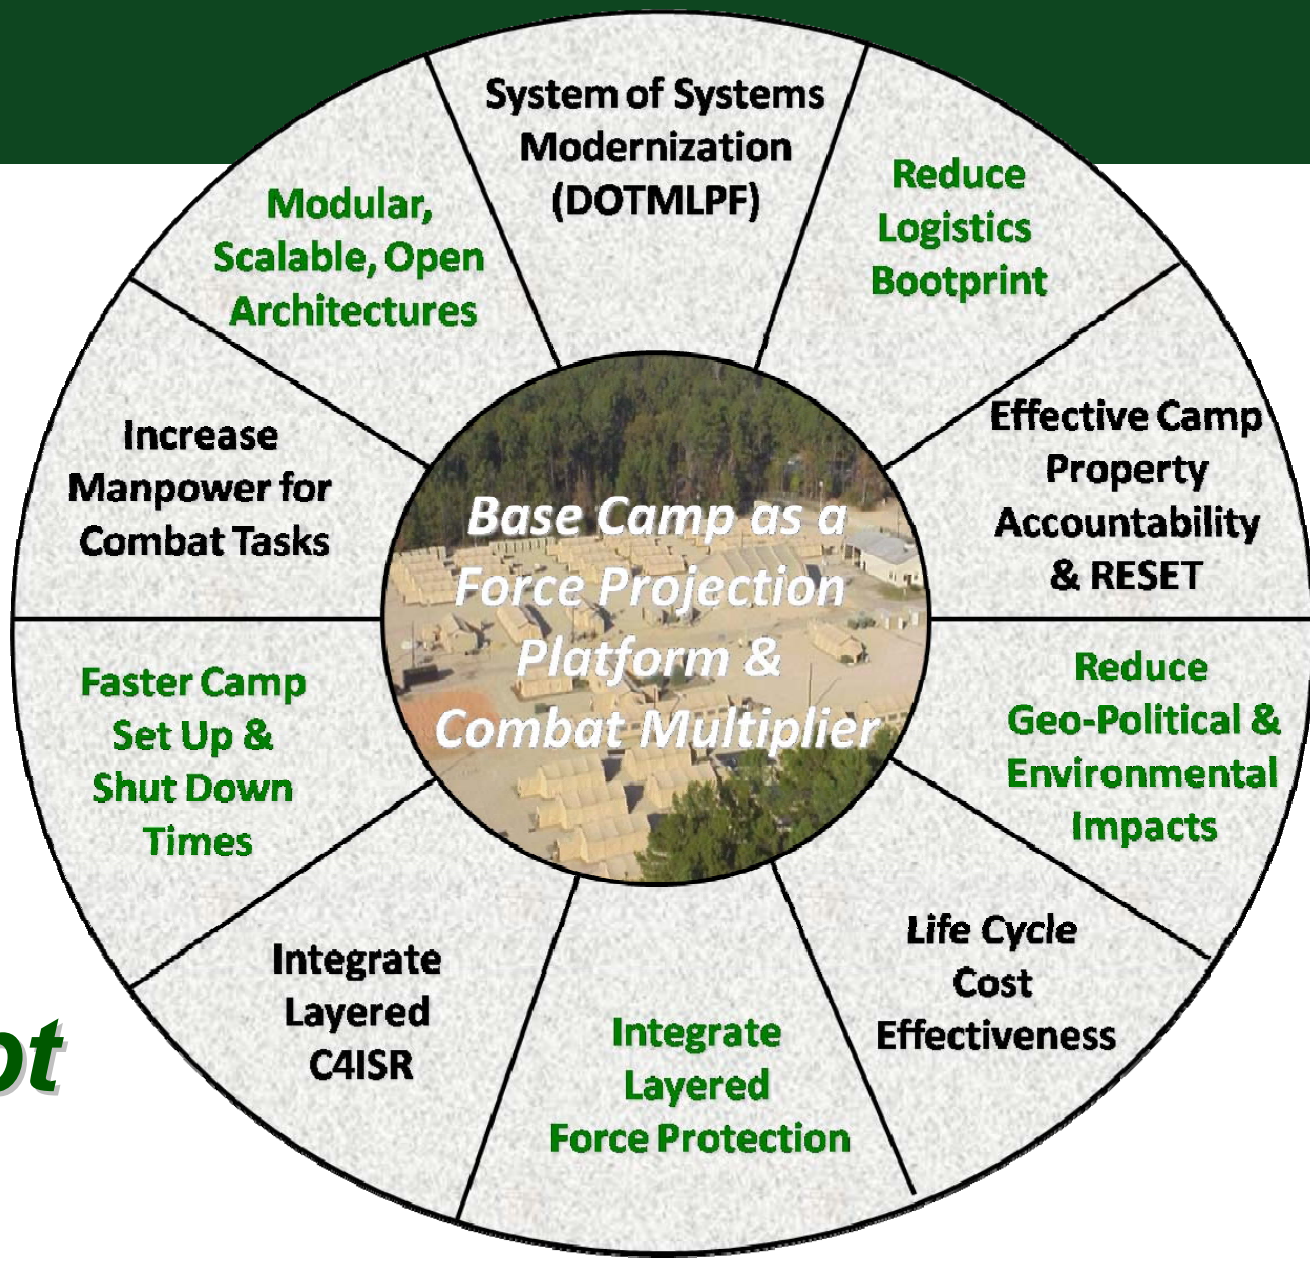 System of Systems
Modernization
(DOTMLPF)
Reduce
Logistics
Bootprint
Effective Camp
Property
Accountability
& RESET
Reduce
Geo-Political &
Environmental
Impacts
Life Cycle
Cost
Effectiveness
Integrate
Layered
Force Protection
Integrate
Layered
C4ISR
Faster Camp
Set Up &
Shut Down
Times
Increase
Manpower for
Combat Tasks
Modular,
Scalable, Open
Architectures
Base Camp as a
Force Projection
Platform &
Combat Multiplier